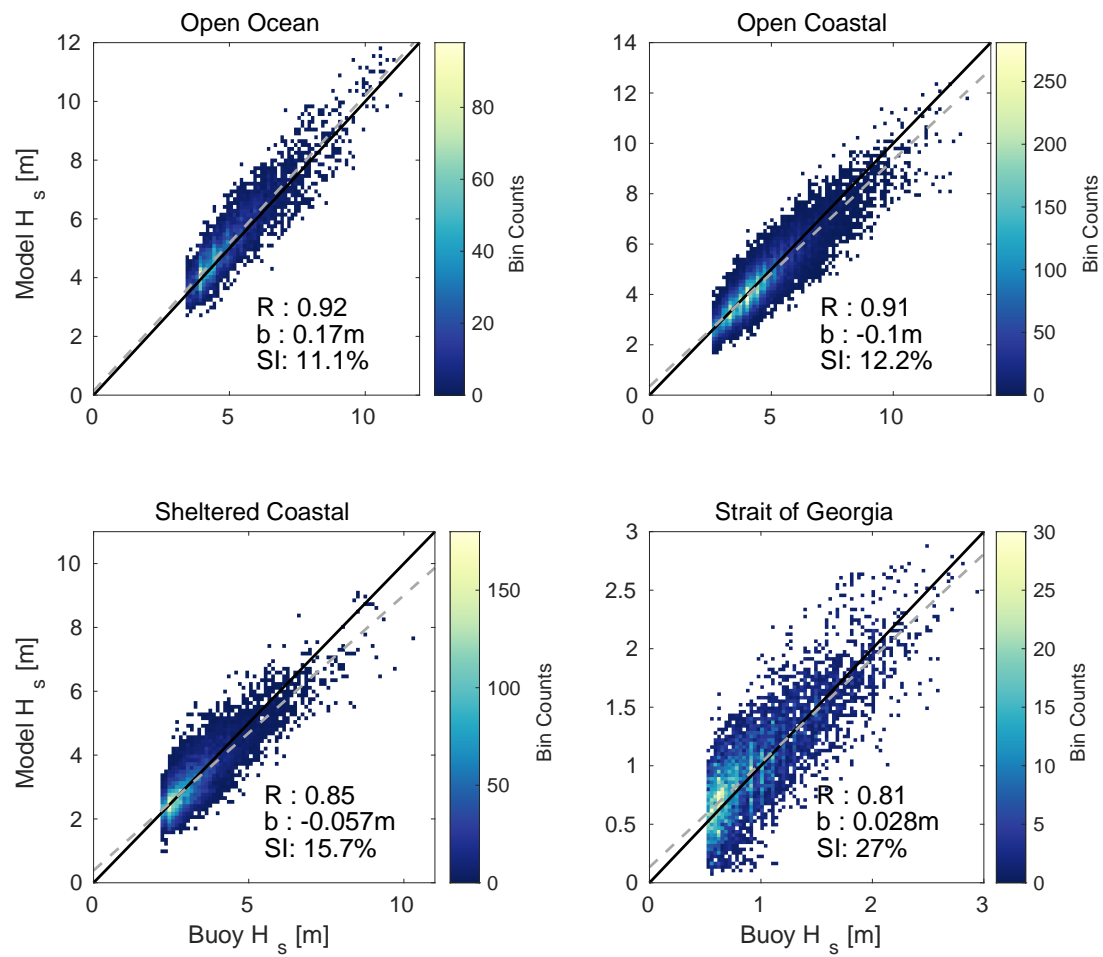 Open Ocean
12
10
8
6
4
2
0
0
5
10
Model H s [m]
80
60
40
20
0
Bin Counts
R : 0.92
b : 0.17m
SI: 11.1%
Open Coastal
14
12
10
8
6
4
2
0
0
5
10
250
200
150
100
50
0
Bin Counts
R : 0.91
b : -0.1m
SI: 12.2%
Sheltered Coastal
10
8
6
4
2
0
0
5
10
Model H s [m]
Buoy H s [m]
150
100
50
0
Bin Counts
R : 0.85
b : -0.057m
SI: 15.7%
Strait of Georgia
3
2.5
2
1.5
1
0.5
0
0
1
2
3
Buoy H s [m]
30
25
20
15
10
5
0
Bin Counts
R : 0.81
b : 0.028m
SI: 27%